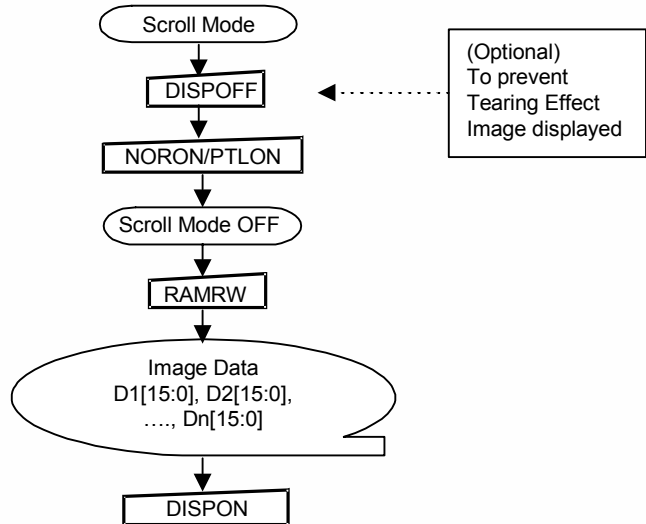 Scroll Mode
DISPOFF
(Optional)
To prevent
Tearing Effect
Image displayed
NORON/PTLON
Scroll Mode OFF
RAMRW
Image Data
D1[15:0], D2[15:0],
...., Dn[15:0]
DISPON